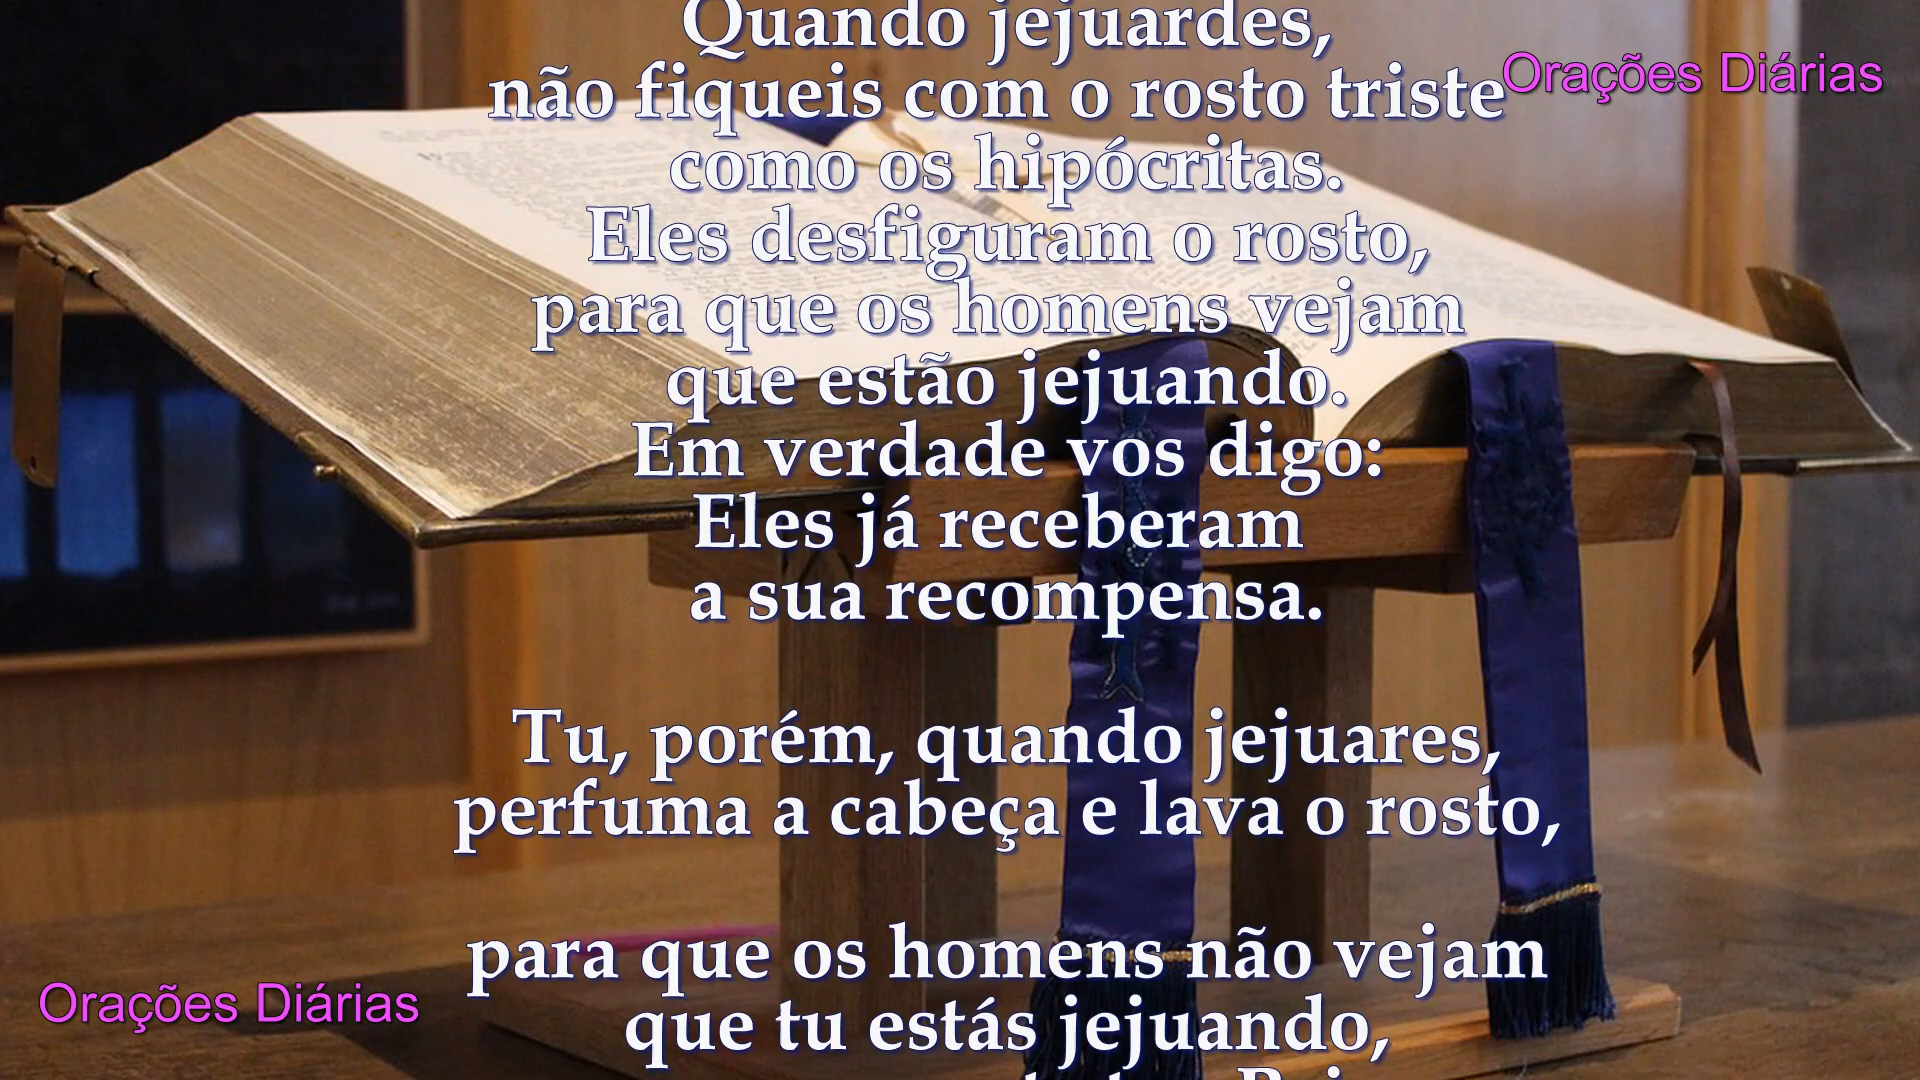 Quando jejuardes,
não fiqueis com o rosto triste
Orações Diárias
como os hipócritas.
Eles desfiguram o rosto,
para que os homens vejam
que estão jejuando.
Em verdade vos digo:
Eles já receberam
a sua recompensa.
Tu, porém, quando jejuares,
perfuma a cabeça e lava o rosto,
para que os homens não vejam
Orações Diárias
que tu estás jejuando,